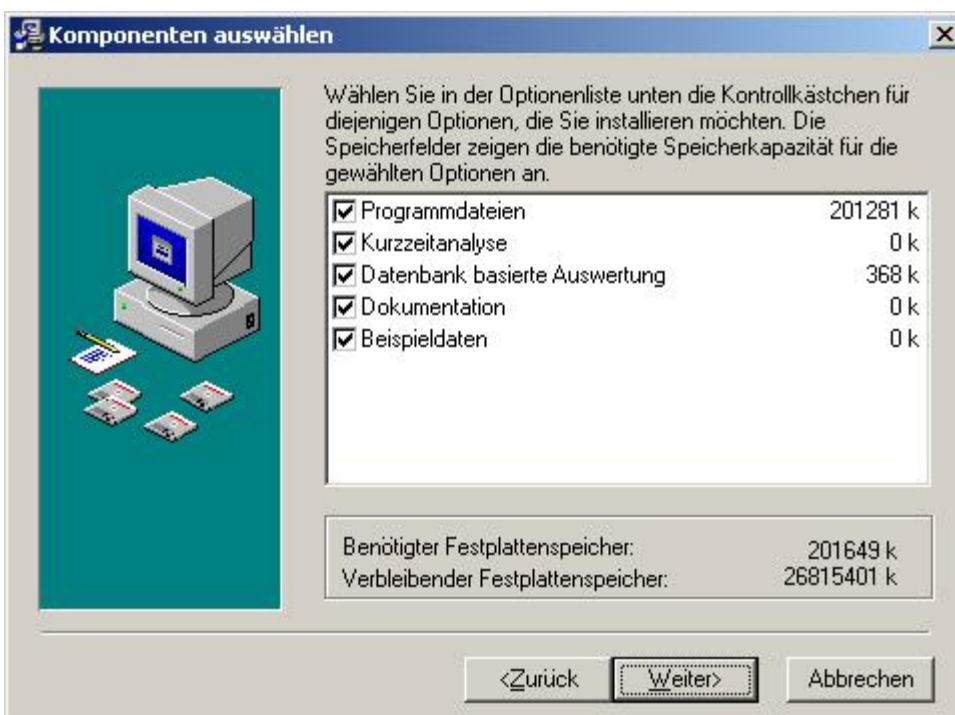 Komponenten auswählen
Wählen Sie in der Optionenliste unten die Kontrollkästchen für
diejenigen Optionen, die Sie installieren möchten. Die
Speicherfelder zeigen die benötigte Speicherkapazität für die
gewählten Optionen an.
Programmdateien 201281 k
Kurzzeitanalyse 0 k
Datenbank basierte Auswertung 368 k
Dokumentation 0 k
Beispieldaten 0 k
Benötigter Festplattenspeicher: 201649 k
Verbleibender Festplattenspeicher: 26815401 k
<Zurück Weiter> Abbrechen